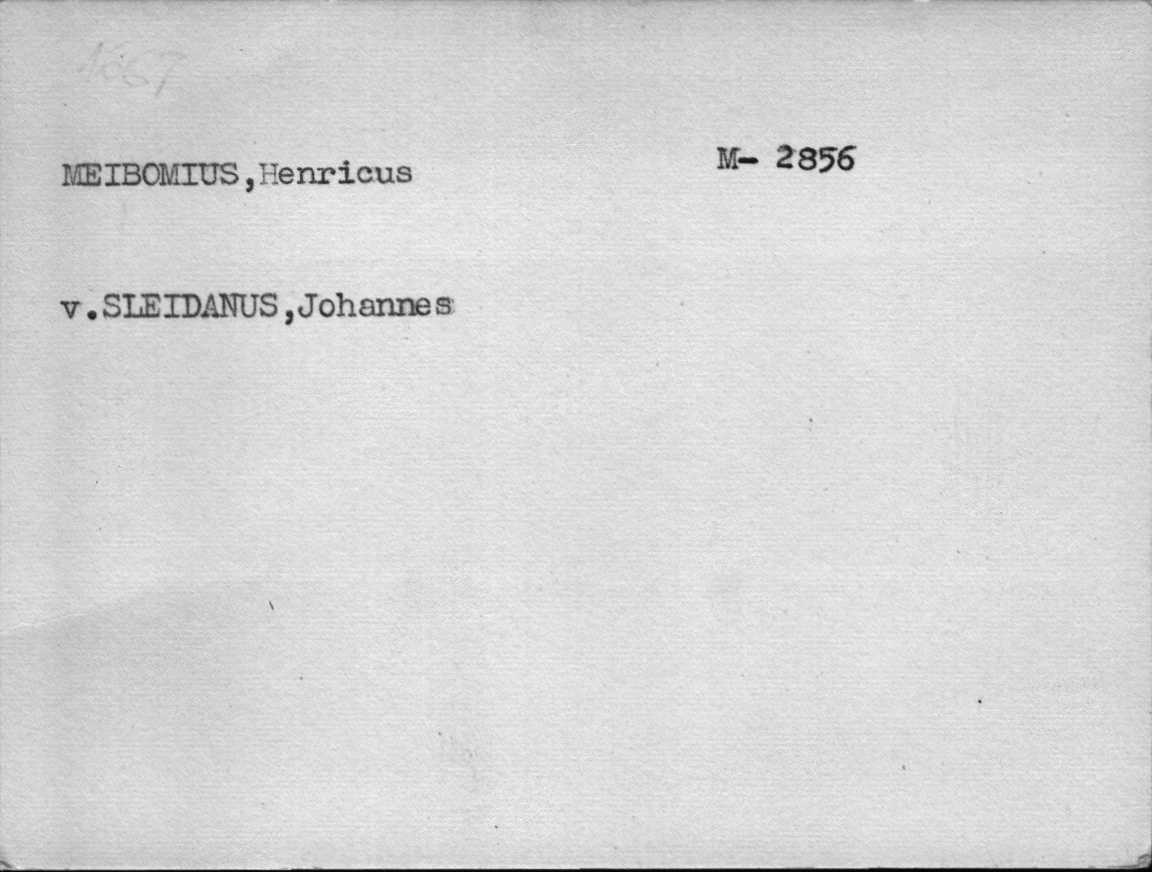 MEIBOMIUS,Henricus
M- 2856
v.SLEIDANUS,Johannes